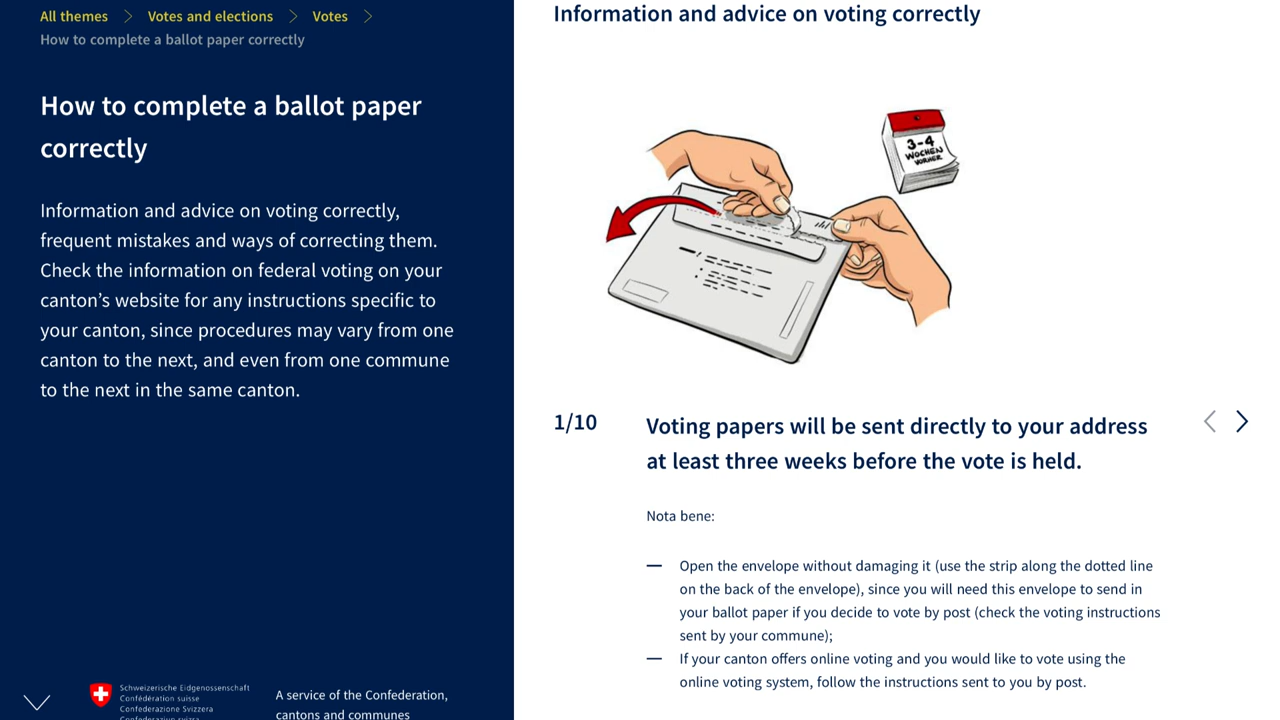 All themes
Votes and elections
Votes
How to complete a ballot paper correctly
How to complete a ballot paper
correctly
Information and advice on voting correctly,
frequent mistakes and ways of correcting them.
Check the information on federal voting on your
canton’s website for any instructions specific to
your canton, since procedures may vary from one
canton to the next, and even from one commune
to the next in the same canton.
Schweizerische Eidgenossenschaft
Confédération suisse
Confederazione Svizzera
Confederaziun svizra
A service of the Confederation,
cantons and communes
Information and advice on voting correctly
3-4
WOCHEN
VORHER
1/10
Voting papers will be sent directly to your address
at least three weeks before the vote is held.
Nota bene:
— Open the envelope without damaging it (use the strip along the dotted line
on the back of the envelope), since you will need this envelope to send in
your ballot paper if you decide to vote by post (check the voting instructions
sent by your commune);
— If your canton offers online voting and you would like to vote using the
online voting system, follow the instructions sent to you by post.